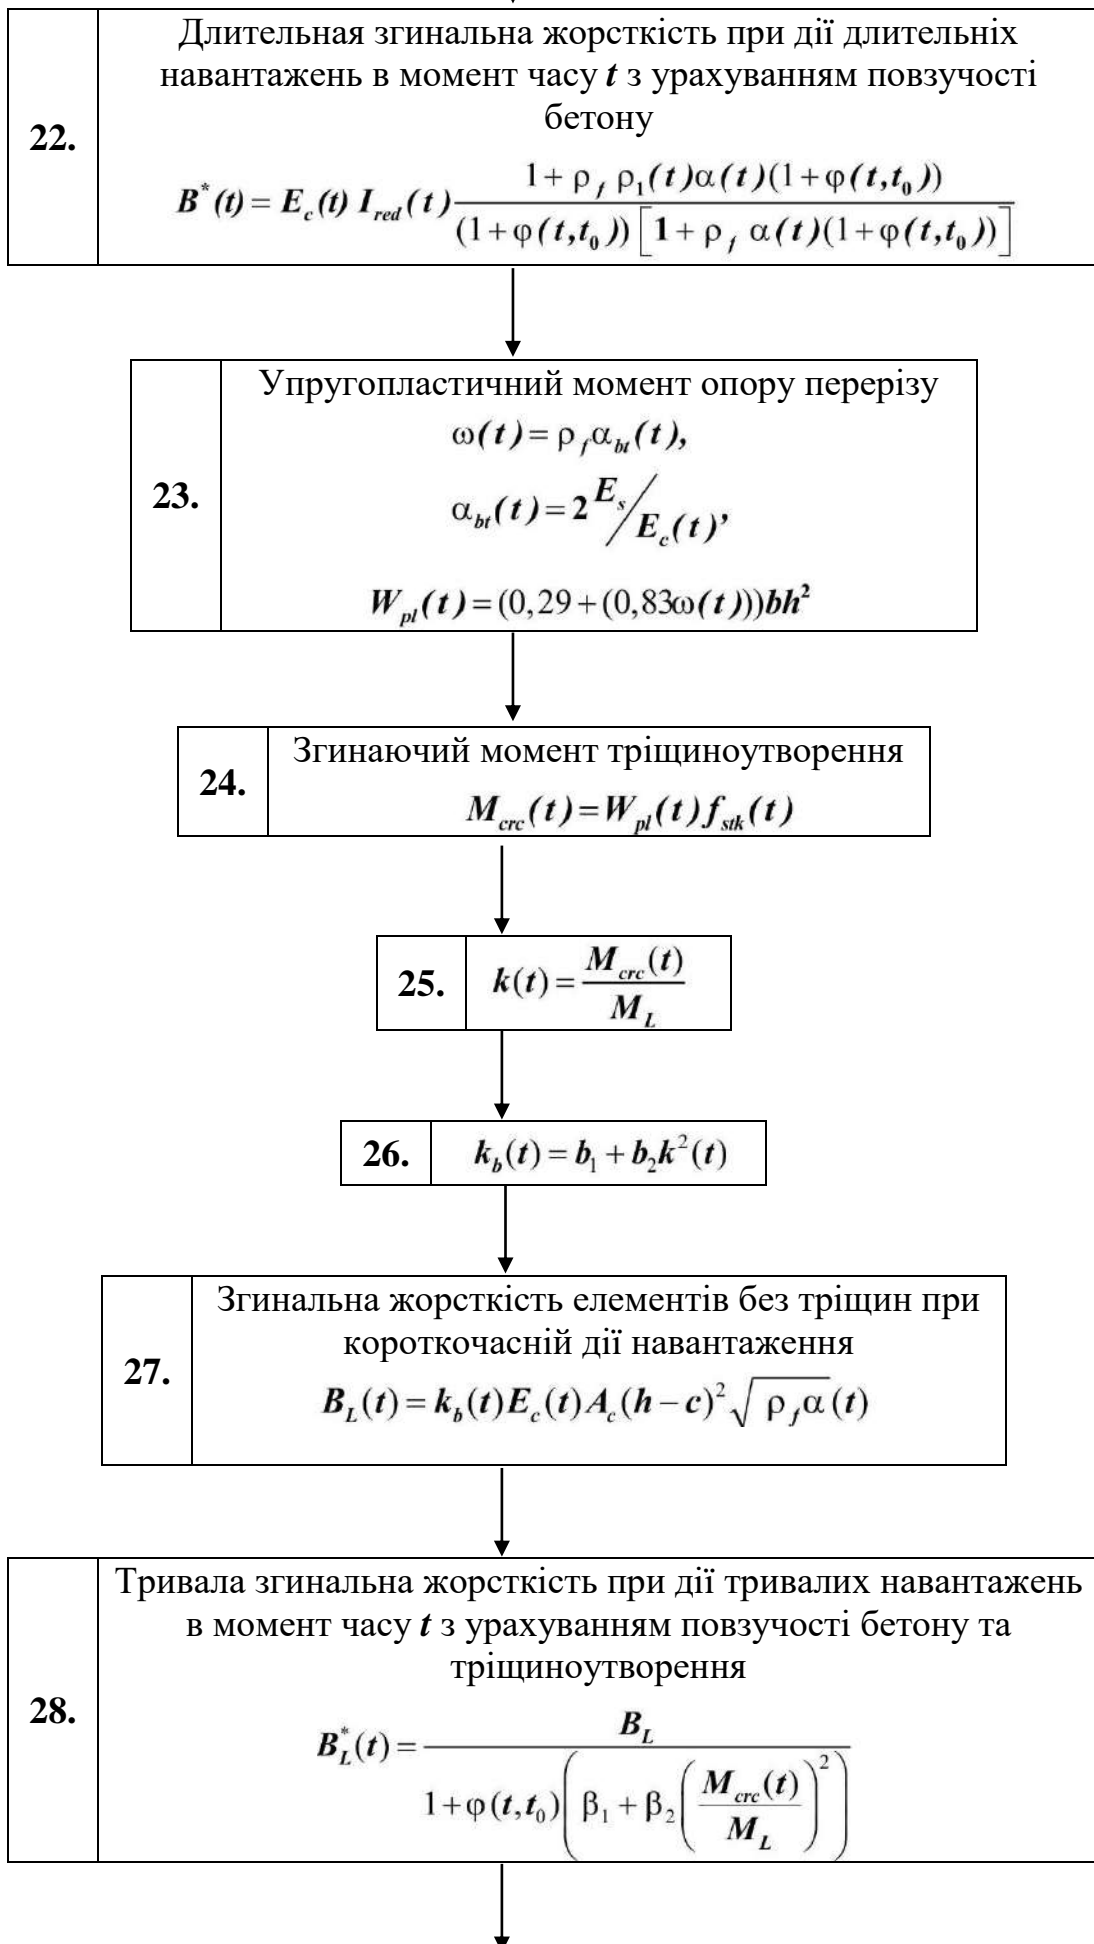 22.
Длительная згинальна жорсткість при дії длительніх
навантажень в момент часу t з урахуванням повзучості
бетону
B*(t) = E_c(t) I_red(t) (1 + ρ_f ρ_1(t)α(t)(1 + φ(t,t_0))) / ((1 + φ(t,t_0)) [1 + ρ_f α(t)(1 + φ(t,t_0))])
23.
Упругопластичний момент опору перерізу
ω(t) = ρ_f α_bt(t),
α_bt(t) = 2 E_s / E_c(t),
W_pl(t) = (0,29 + (0,83ω(t)))bh²
24.
Згинаючий момент тріщиноутворення
M_crc(t) = W_pl(t) f_stk(t)
25.
k(t) = M_crc(t) / M_L
26.
k_b(t) = b_1 + b_2 k²(t)
27.
Згинальна жорсткість елементів без тріщин при
короткочасній дії навантаження
B_L(t) = k_b(t)E_c(t)A_c(h − c)² √(ρ_f α)(t)
28.
Тривала згинальна жорсткість при дії тривалих навантажень
в момент часу t з урахуванням повзучості бетону та
тріщиноутворення
B*_L(t) = B_L / (1 + φ(t,t_0)(β_1 + β_2(M_crc(t) / M_L)²))